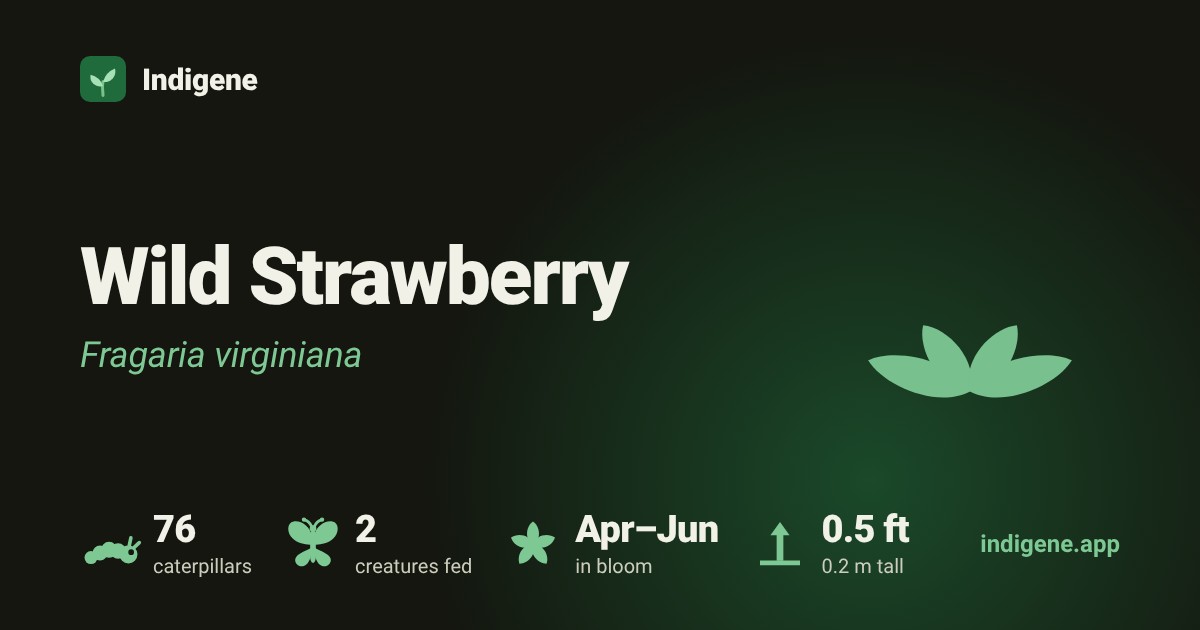 Indigene
Wild Strawberry
Fragaria virginiana
76
caterpillars
2
creatures fed
Apr–Jun
in bloom
0.5 ft
0.2 m tall
indigene.app